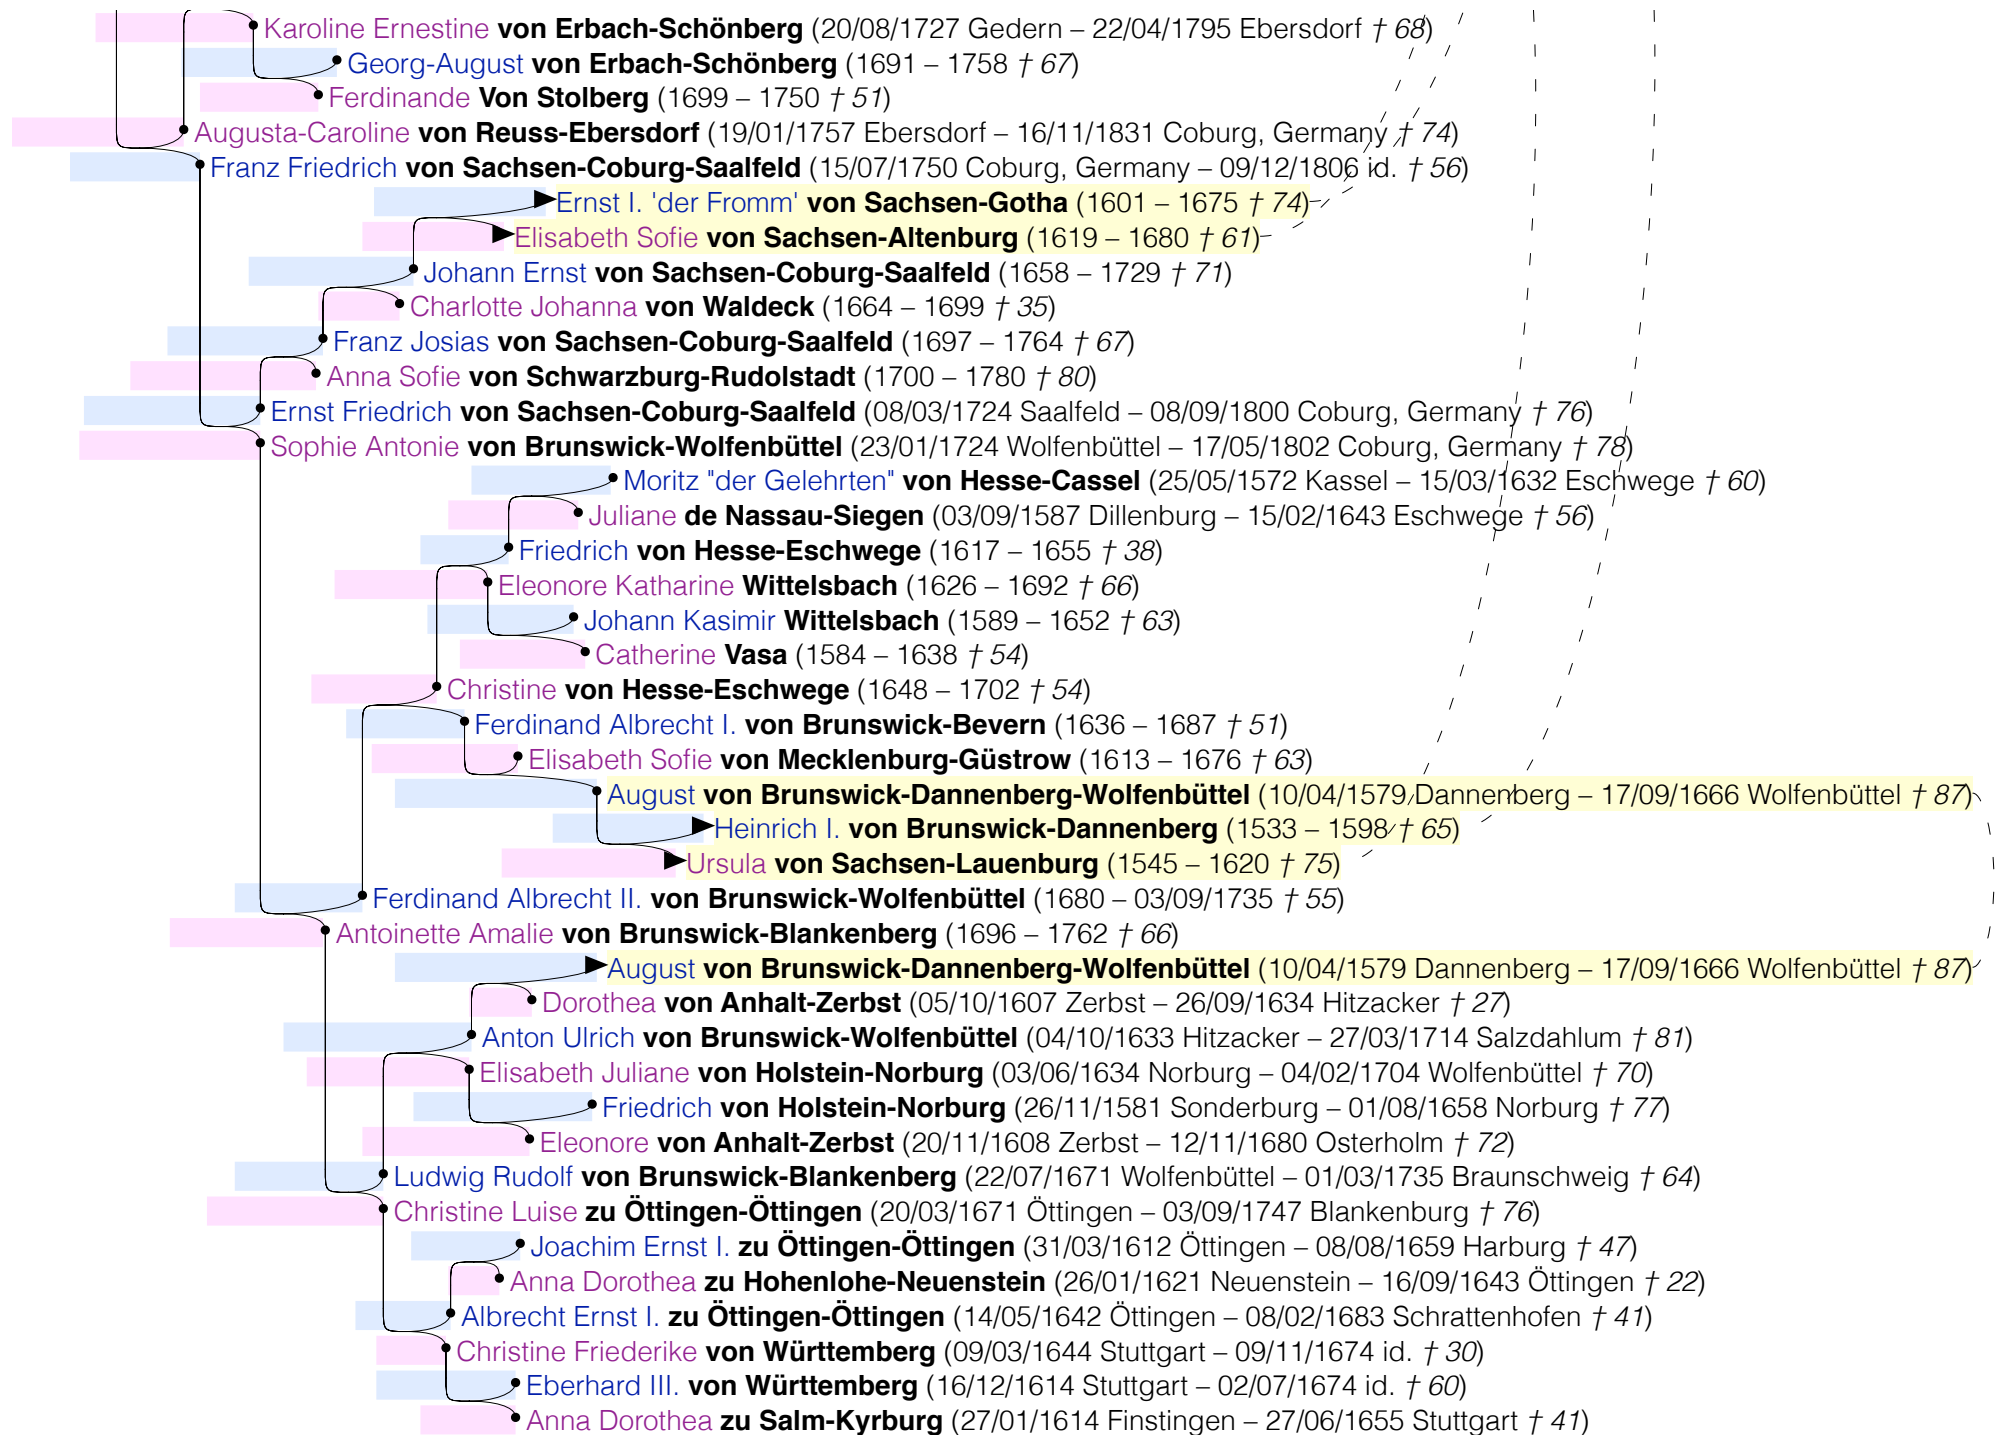 Karoline Ernestine von Erbach-Schönberg (20/08/1727 Gedern – 22/04/1795 Ebersdorf † 68)
Georg-August von Erbach-Schönberg (1691 – 1758 † 67)
Ferdinande Von Stolberg (1699 – 1750 † 51)
Augusta-Caroline von Reuss-Ebersdorf (19/01/1757 Ebersdorf – 16/11/1831 Coburg, Germany † 74)
Franz Friedrich von Sachsen-Coburg-Saalfeld (15/07/1750 Coburg, Germany – 09/12/1806 id. † 56)
Ernst I. 'der Fromm' von Sachsen-Gotha (1601 – 1675 † 74)
Elisabeth Sofie von Sachsen-Altenburg (1619 – 1680 † 61)
Johann Ernst von Sachsen-Coburg-Saalfeld (1658 – 1729 † 71)
Charlotte Johanna von Waldeck (1664 – 1699 † 35)
Franz Josias von Sachsen-Coburg-Saalfeld (1697 – 1764 † 67)
Anna Sofie von Schwarzburg-Rudolstadt (1700 – 1780 † 80)
Ernst Friedrich von Sachsen-Coburg-Saalfeld (08/03/1724 Saalfeld – 08/09/1800 Coburg, Germany † 76)
Sophie Antonie von Brunswick-Wolfenbüttel (23/01/1724 Wolfenbüttel – 17/05/1802 Coburg, Germany † 78)
Moritz "der Gelehrten" von Hesse-Cassel (25/05/1572 Kassel – 15/03/1632 Eschwege † 60)
Juliane de Nassau-Siegen (03/09/1587 Dillenburg – 15/02/1643 Eschwege † 56)
Friedrich von Hesse-Eschwege (1617 – 1655 † 38)
Eleonore Katharine Wittelsbach (1626 – 1692 † 66)
Johann Kasimir Wittelsbach (1589 – 1652 † 63)
Catherine Vasa (1584 – 1638 † 54)
Christine von Hesse-Eschwege (1648 – 1702 † 54)
Ferdinand Albrecht I. von Brunswick-Bevern (1636 – 1687 † 51)
Elisabeth Sofie von Mecklenburg-Güstrow (1613 – 1676 † 63)
August von Brunswick-Dannenberg-Wolfenbüttel (10/04/1579 Dannenberg – 17/09/1666 Wolfenbüttel † 87)
Heinrich I. von Brunswick-Dannenberg (1533 – 1598 † 65)
Ursula von Sachsen-Lauenburg (1545 – 1620 † 75)
Ferdinand Albrecht II. von Brunswick-Wolfenbüttel (1680 – 03/09/1735 † 55)
Antoinette Amalie von Brunswick-Blankenberg (1696 – 1762 † 66)
August von Brunswick-Dannenberg-Wolfenbüttel (10/04/1579 Dannenberg – 17/09/1666 Wolfenbüttel † 87)
Dorothea von Anhalt-Zerbst (05/10/1607 Zerbst – 26/09/1634 Hitzacker † 27)
Anton Ulrich von Brunswick-Wolfenbüttel (04/10/1633 Hitzacker – 27/03/1714 Salzdahlum † 81)
Elisabeth Juliane von Holstein-Norburg (03/06/1634 Norburg – 04/02/1704 Wolfenbüttel † 70)
Friedrich von Holstein-Norburg (26/11/1581 Sonderburg – 01/08/1658 Norburg † 77)
Eleonore von Anhalt-Zerbst (20/11/1608 Zerbst – 12/11/1680 Osterholm † 72)
Ludwig Rudolf von Brunswick-Blankenberg (22/07/1671 Wolfenbüttel – 01/03/1735 Braunschweig † 64)
Christine Luise zu Öttingen-Öttingen (20/03/1671 Öttingen – 03/09/1747 Blankenburg † 76)
Joachim Ernst I. zu Öttingen-Öttingen (31/03/1612 Öttingen – 08/08/1659 Harburg † 47)
Anna Dorothea zu Hohenlohe-Neuenstein (26/01/1621 Neuenstein – 16/09/1643 Öttingen † 22)
Albrecht Ernst I. zu Öttingen-Öttingen (14/05/1642 Öttingen – 08/02/1683 Schrattenhofen † 41)
Christine Friederike von Württemberg (09/03/1644 Stuttgart – 09/11/1674 id. † 30)
Eberhard III. von Württemberg (16/12/1614 Stuttgart – 02/07/1674 id. † 60)
Anna Dorothea zu Salm-Kyrburg (27/01/1614 Finstingen – 27/06/1655 Stuttgart † 41)